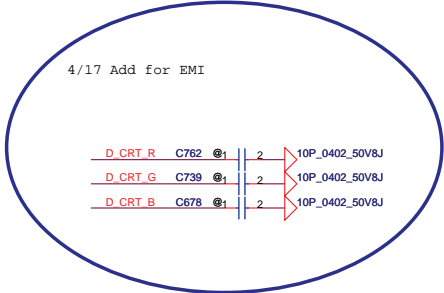 4/17 Add for EMI
D_CRT_R C762 @ 1 2 10P_0402_50V8J
D_CRT_G C739 @ 1 2 10P_0402_50V8J
D_CRT_B C678 @ 1 2 10P_0402_50V8J